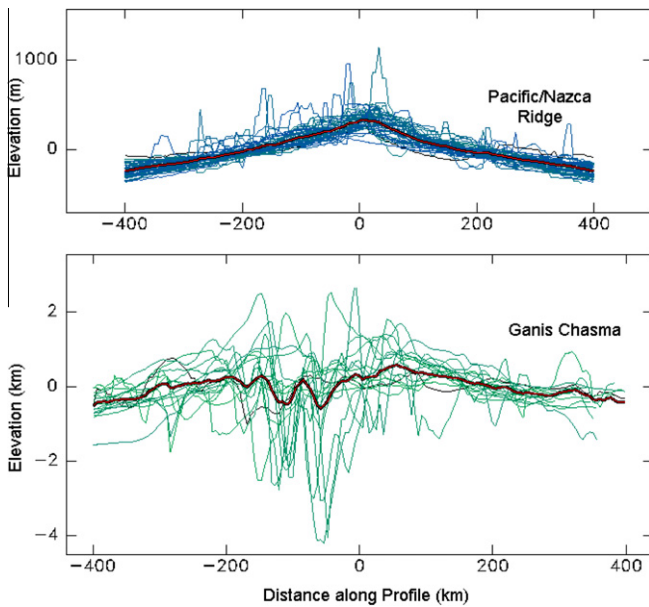 1000
0
Elevation (m)
Pacific/Nazca
Ridge
−400
−200
0
200
400
2
0
−2
−4
Elevation (km)
Ganis Chasma
−400
−200
0
200
400
Distance along Profile (km)